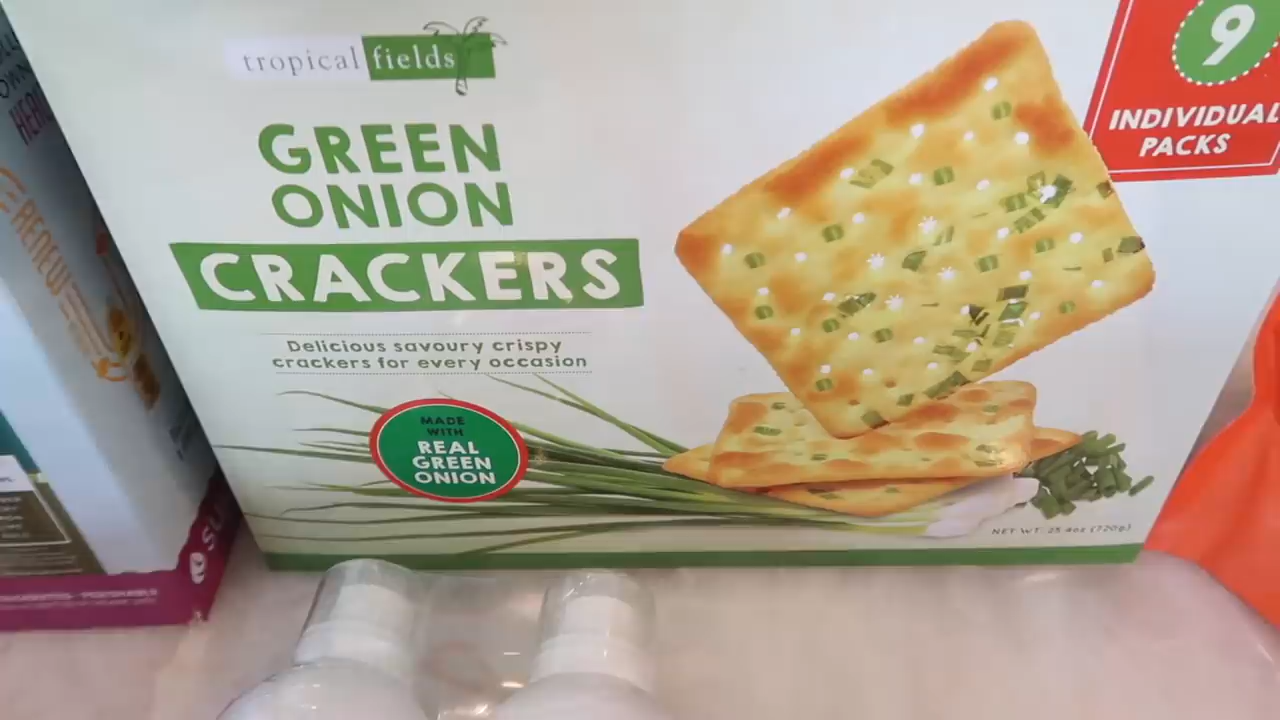 tropical fields
GREEN
ONION
CRACKERS
Delicious savoury crispy
crackers for every occasion
MADE
WITH
REAL
GREEN
ONION
9
INDIVIDUAL
PACKS
NET WT. 25.4oz (720g)
RENEW